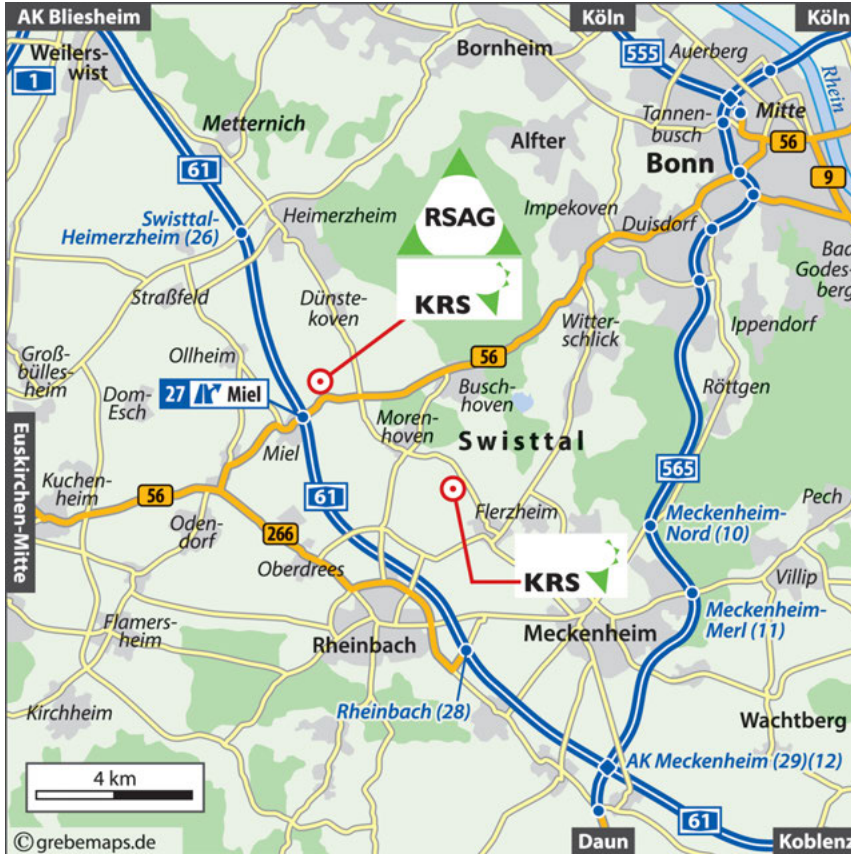 AK Bliesheim
Köln
Köln
Weilers-
wist
1
Bornheim
555
Auerberg
Rhein
Metternich
Tannen-
busch
Mitte
Alfter
56
Bonn
61
9
Swisttal-
Heimerzheim (26)
Heimerzheim
RSAG
Impekoven
Duisdorf
Bad
Godes-
berg
KRS
Straßfeld
Dünste-
koven
Witter-
schlick
Ippendorf
Groß-
bülles-
heim
Ollheim
56
Dom-
Esch
27 Miel
Busch-
hoven
Röttgen
Moren-
hoven
Swisttal
Miel
Euskirchen-Mitte
Kuchen-
heim
56
61
565
Flerzheim
Pech
Oden-
dorf
266
Meckenheim-
Nord (10)
Oberdrees
KRS
Villip
Flamers-
heim
Rheinbach
Meckenheim
Meckenheim-
Merl (11)
Kirchheim
Rheinbach (28)
Wachtberg
4 km
AK Meckenheim (29)(12)
61
© grebemaps.de
Daun
Koblenz